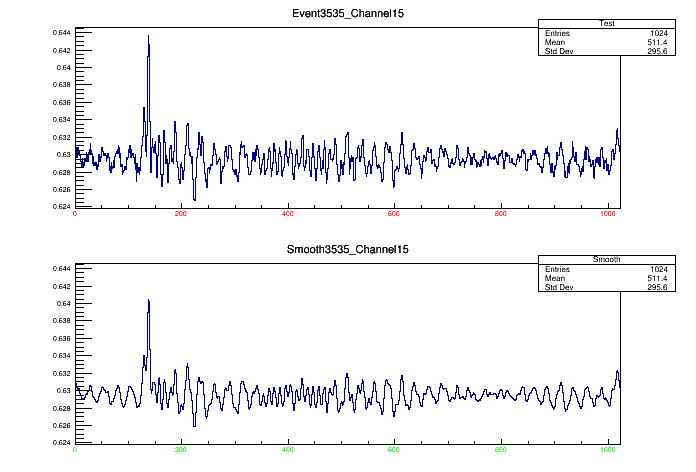 Event3535_Channel15
Test
Entries 1024
Mean 511.4
Std Dev 295.6
0.644
0.642
0.64
0.638
0.636
0.634
0.632
0.63
0.628
0.626
0.624
0 200 400 600 800 1000
Smooth3535_Channel15
Smooth
Entries 1024
Mean 511.4
Std Dev 295.6
0.644
0.642
0.64
0.638
0.636
0.634
0.632
0.63
0.628
0.626
0.624
0 200 400 600 800 1000